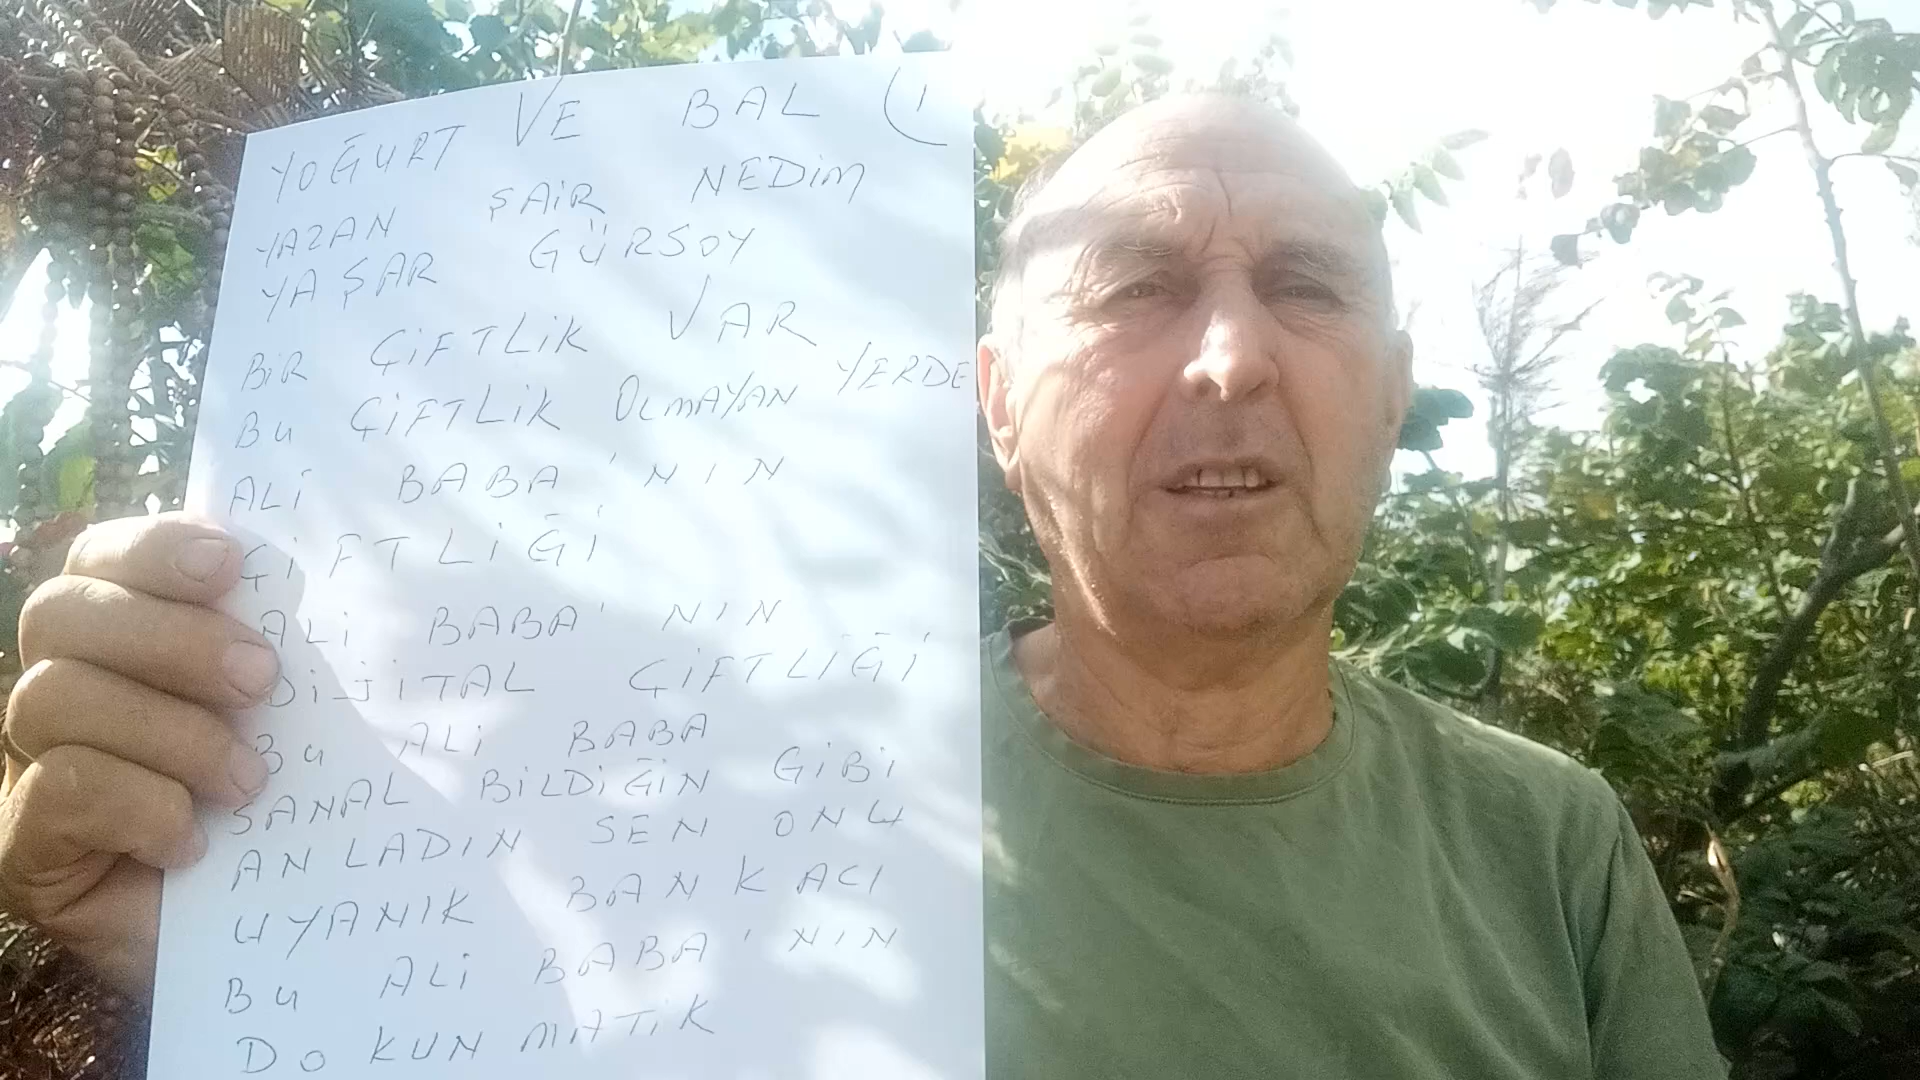 YOĞURT VE BAL (1
YAZAN ŞAİR NEDİM
YAŞAR GÜRSOY
BİR ÇİFTLİK VAR
BU ÇİFTLİK OLMAYAN YERDE
ALİ BABA'NIN
ÇİFTLİĞİ
ALİ BABA'NIN
DİJİTAL ÇİFTLİĞİ
BU ALİ BABA
SANAL BİLDİĞİN GİBİ
ANLADIN SEN ONU
UYANIK BANKACI
BU ALİ BABA'NIN
DOKUNMATİK